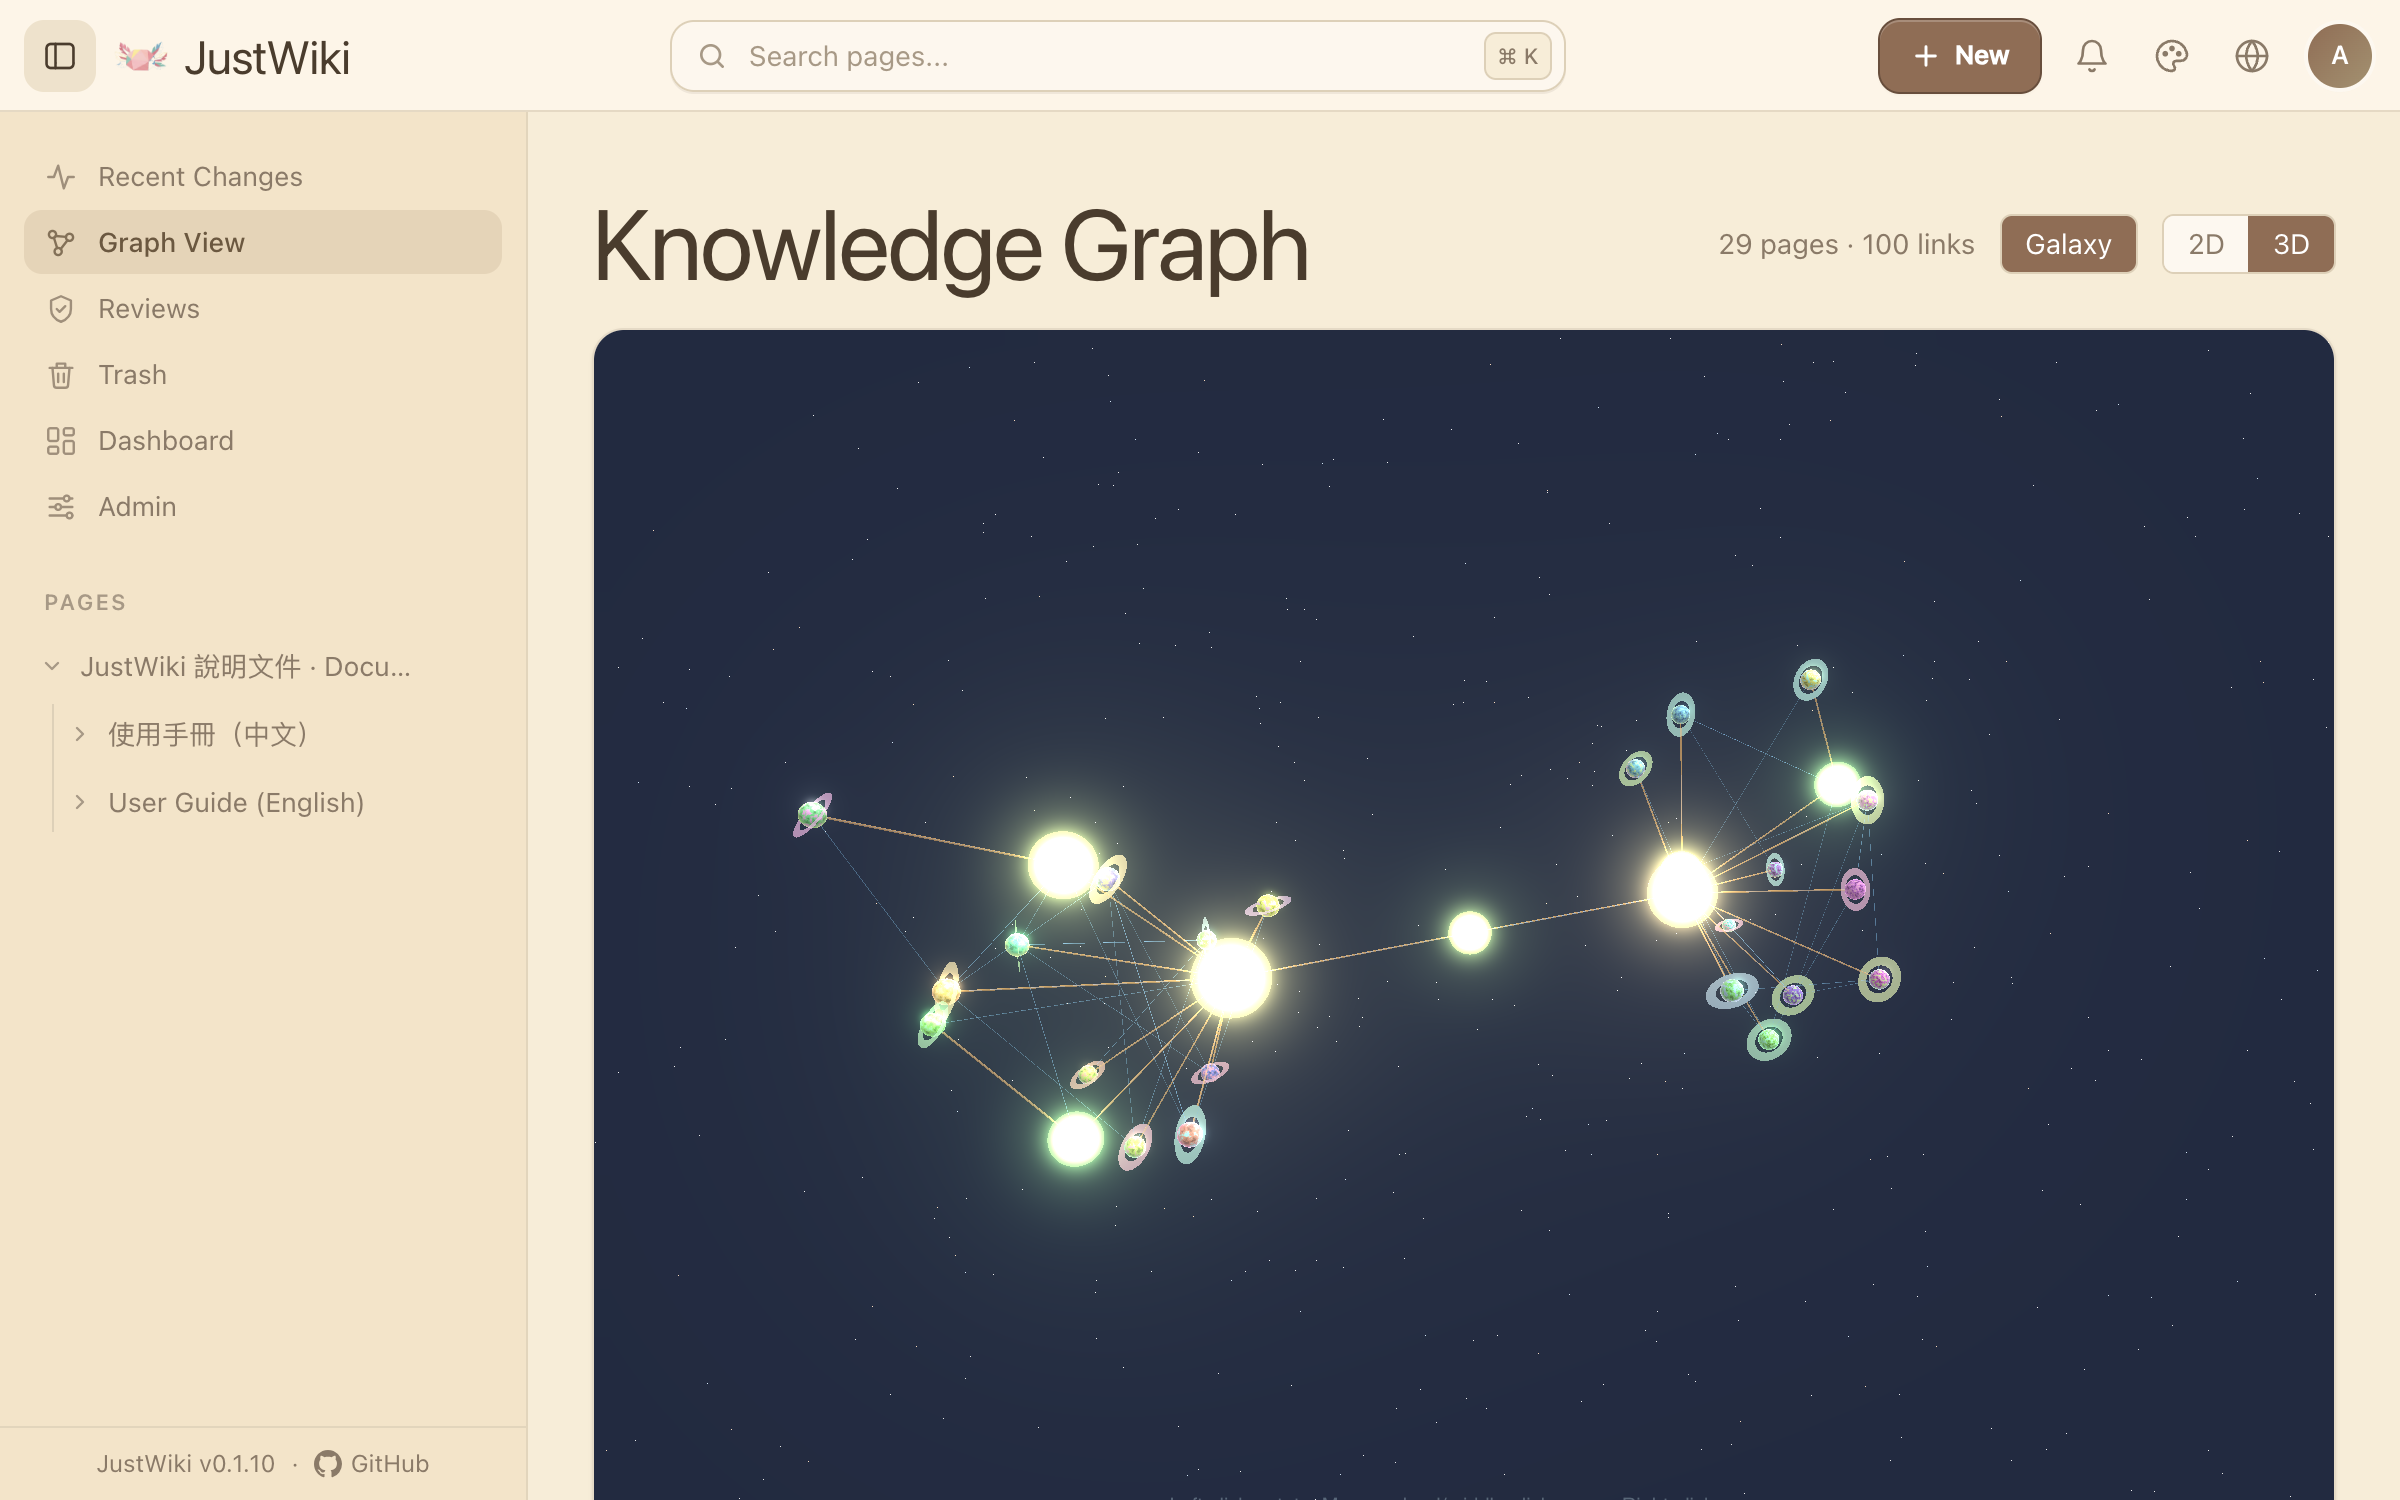 JustWiki
Search pages...
⌘ K
New
A
Recent Changes
Graph View
Reviews
Trash
Dashboard
Admin
PAGES
JustWiki 說明文件 · Docu...
使用手冊（中文）
User Guide (English)
JustWiki v0.1.10 · GitHub
Knowledge Graph
29 pages · 100 links
Galaxy
2D
3D